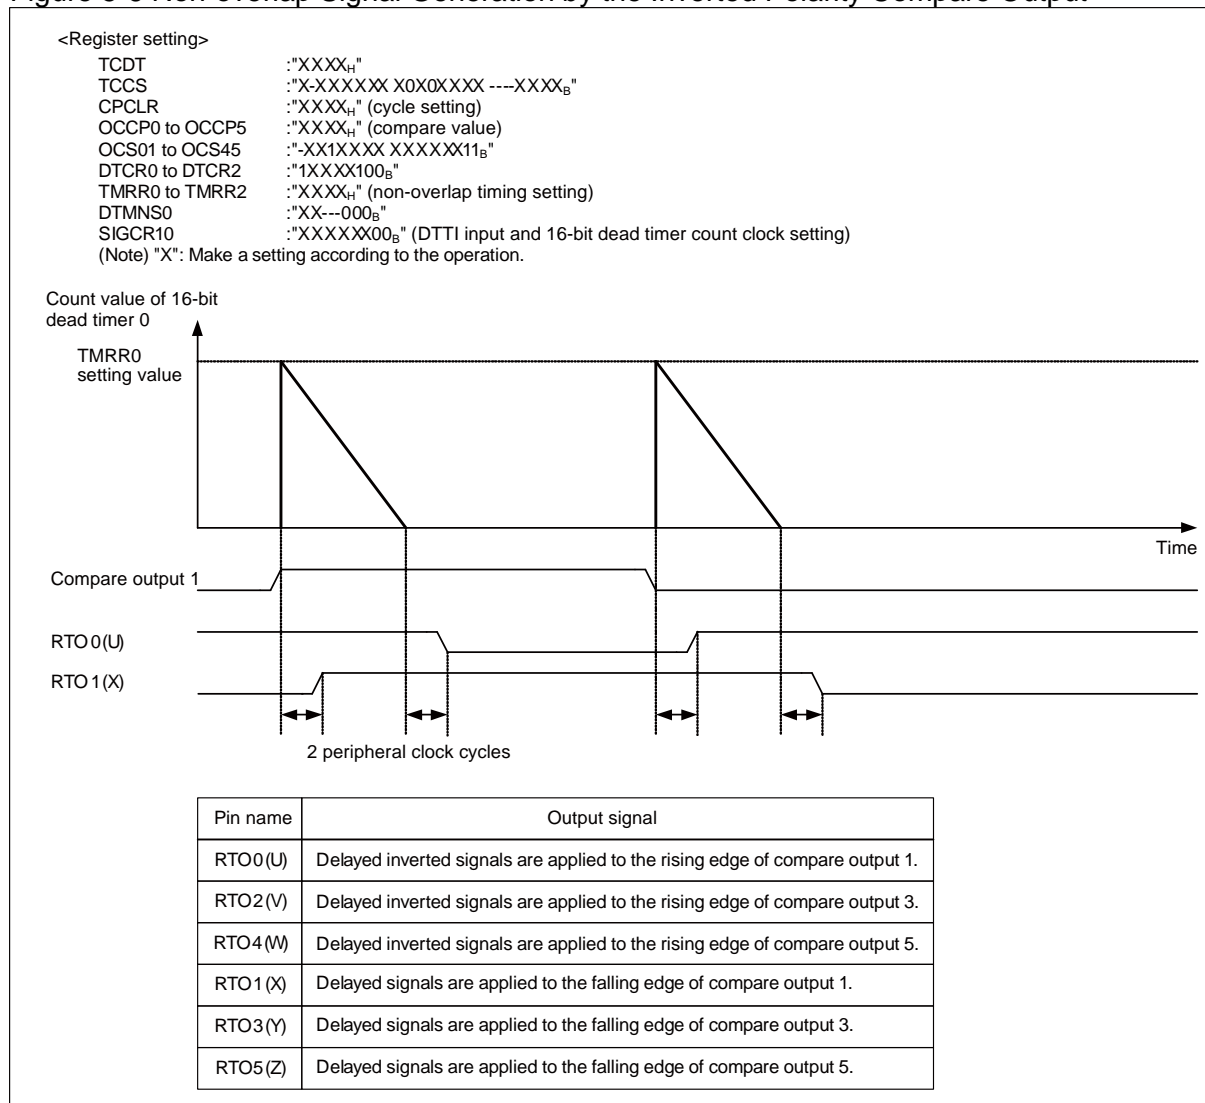 Figure 5-8 Non-overlap Signal Generation by the Inverted Polarity Compare Output
<Register setting>
TCDT :"XXXXH"
TCCS :"X-XXXXXX X0X0XXXX ----XXXXB"
CPCLR :"XXXXH" (cycle setting)
OCCP0 to OCCP5 :"XXXXH" (compare value)
OCS01 to OCS45 :"-XX1XXXX XXXXXX11B"
DTCR0 to DTCR2 :"1XXXX100B"
TMRR0 to TMRR2 :"XXXXH" (non-overlap timing setting)
DTMNS0 :"XX---000B"
SIGCR10 :"XXXXXX00B" (DTTI input and 16-bit dead timer count clock setting)
(Note) "X": Make a setting according to the operation.
Count value of 16-bit
dead timer 0
TMRR0
setting value
Time
Compare output 1
RTO0(U)
RTO1(X)
2 peripheral clock cycles
Pin name Output signal
RTO0(U) Delayed inverted signals are applied to the rising edge of compare output 1.
RTO2(V) Delayed inverted signals are applied to the rising edge of compare output 3.
RTO4(W) Delayed inverted signals are applied to the rising edge of compare output 5.
RTO1(X) Delayed signals are applied to the falling edge of compare output 1.
RTO3(Y) Delayed signals are applied to the falling edge of compare output 3.
RTO5(Z) Delayed signals are applied to the falling edge of compare output 5.